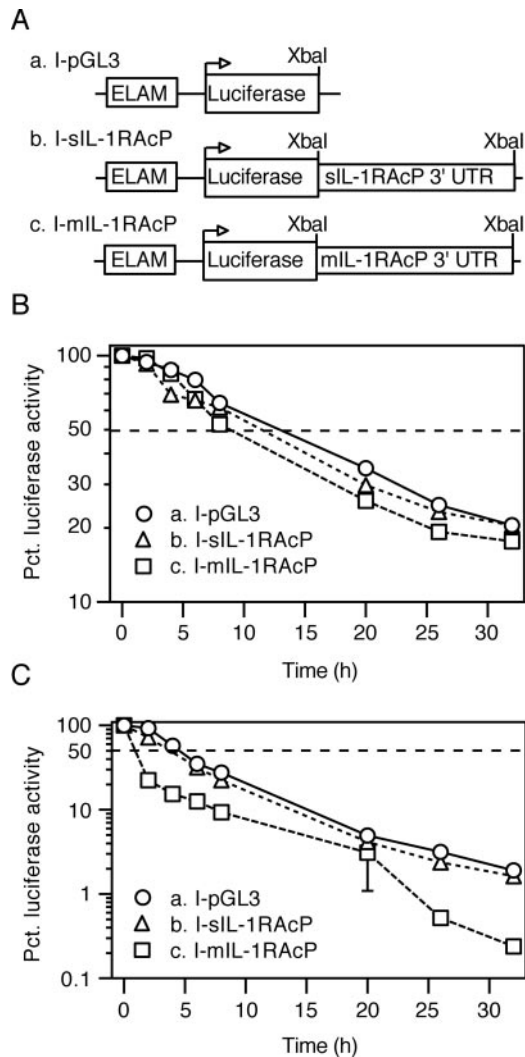 A
a. I-pGL3
XbaI
ELAM
Luciferase
b. I-sIL-1RAcP
XbaI
XbaI
ELAM
Luciferase
sIL-1RAcP 3' UTR
c. I-mIL-1RAcP
XbaI
XbaI
ELAM
Luciferase
mIL-1RAcP 3' UTR
B
Pct. luciferase activity
100
50
30
20
10
a. I-pGL3
b. I-sIL-1RAcP
c. I-mIL-1RAcP
0 5 10 15 20 25 30
Time (h)
C
Pct. luciferase activity
100
50
10
1
0.1
a. I-pGL3
b. I-sIL-1RAcP
c. I-mIL-1RAcP
0 5 10 15 20 25 30
Time (h)